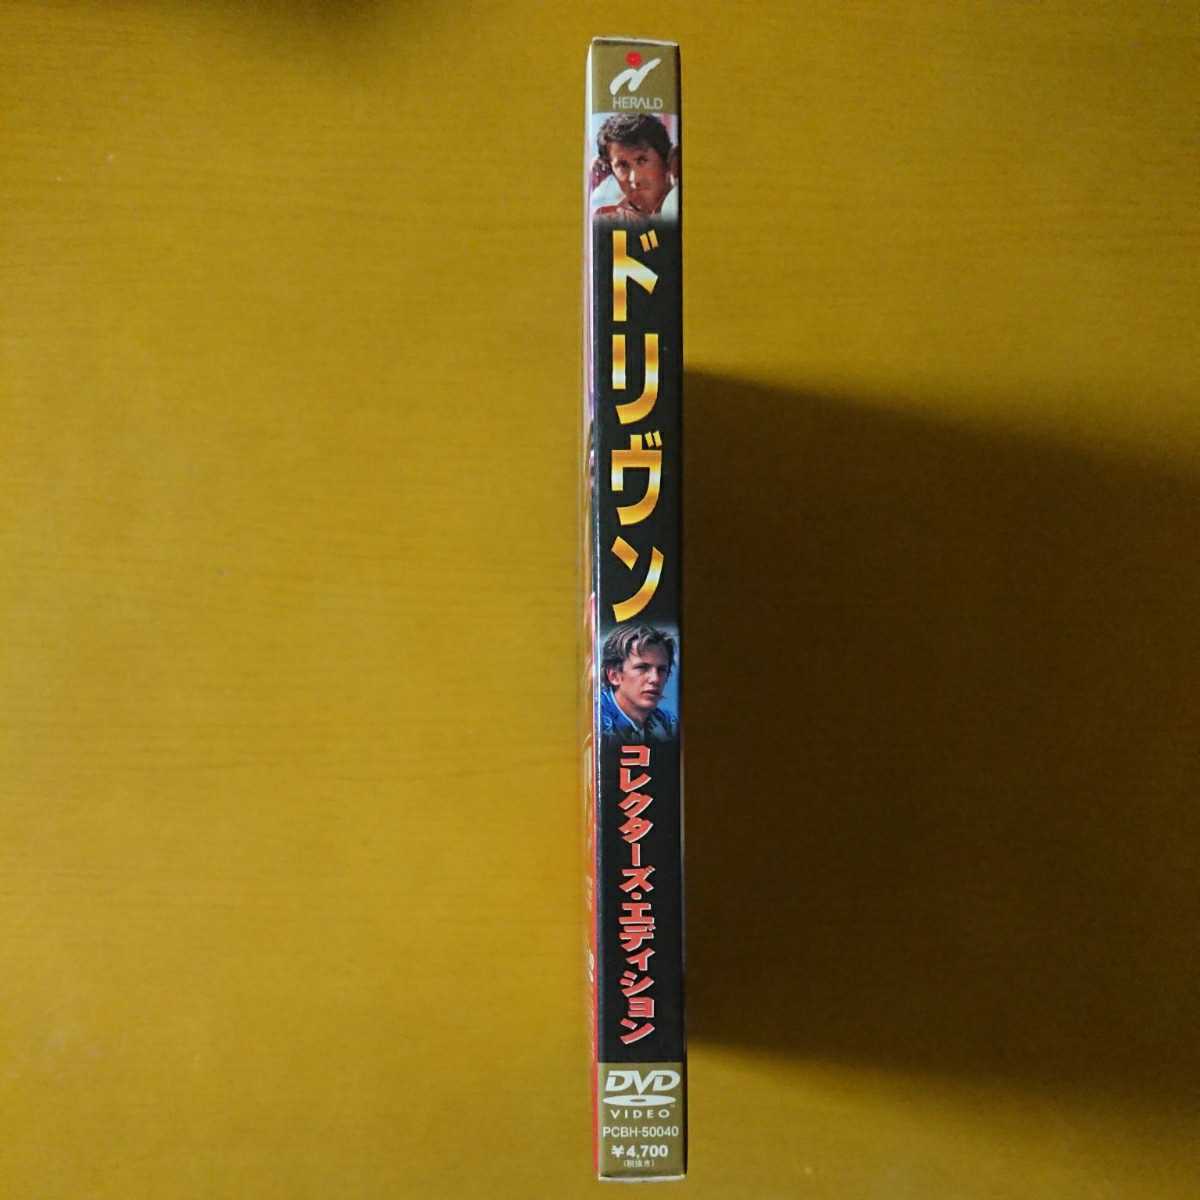 HERALD
ドリヴン
コレクターズ・エディション
DVD
VIDEO
PCBH-50040
¥4,700
(税抜き)